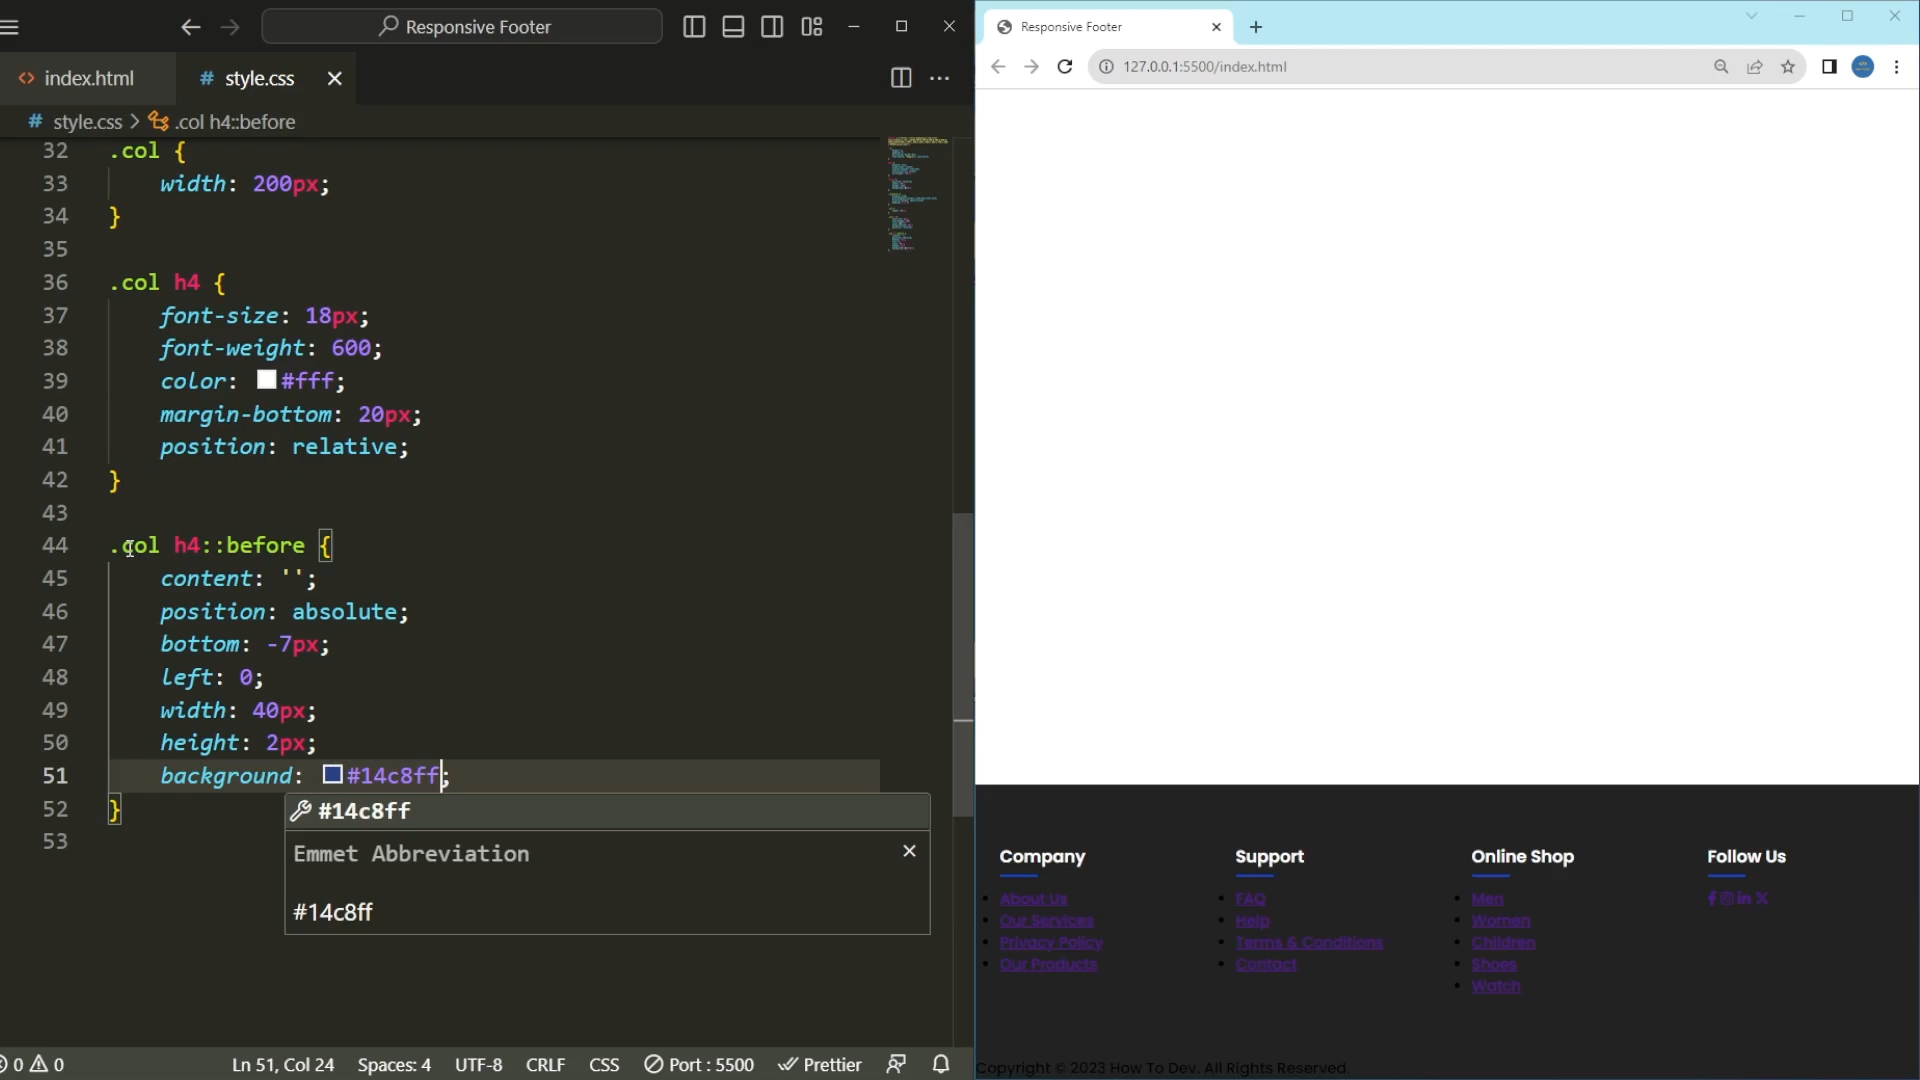 Responsive Footer
index.html
style.css
style.css > .col h4::before
32 .col {
33 width: 200px;
34 }
35
36 .col h4 {
37 font-size: 18px;
38 font-weight: 600;
39 color: #fff;
40 margin-bottom: 20px;
41 position: relative;
42 }
43
44 .col h4::before {
45 content: '';
46 position: absolute;
47 bottom: -7px;
48 left: 0;
49 width: 40px;
50 height: 2px;
51 background: #14c8ff;
52 }
53
#14c8ff
Emmet Abbreviation
#14c8ff
0 0 Ln 51, Col 24 Spaces: 4 UTF-8 CRLF CSS Port : 5500 Prettier
Responsive Footer
127.0.0.1:5500/index.html
Company
About Us
Our Services
Privacy Policy
Our Products
Support
FAQ
Help
Terms & Conditions
Contact
Online Shop
Men
Women
Children
Shoes
Watch
Follow Us
Copyright © 2023 How To Dev. All Rights Reserved.